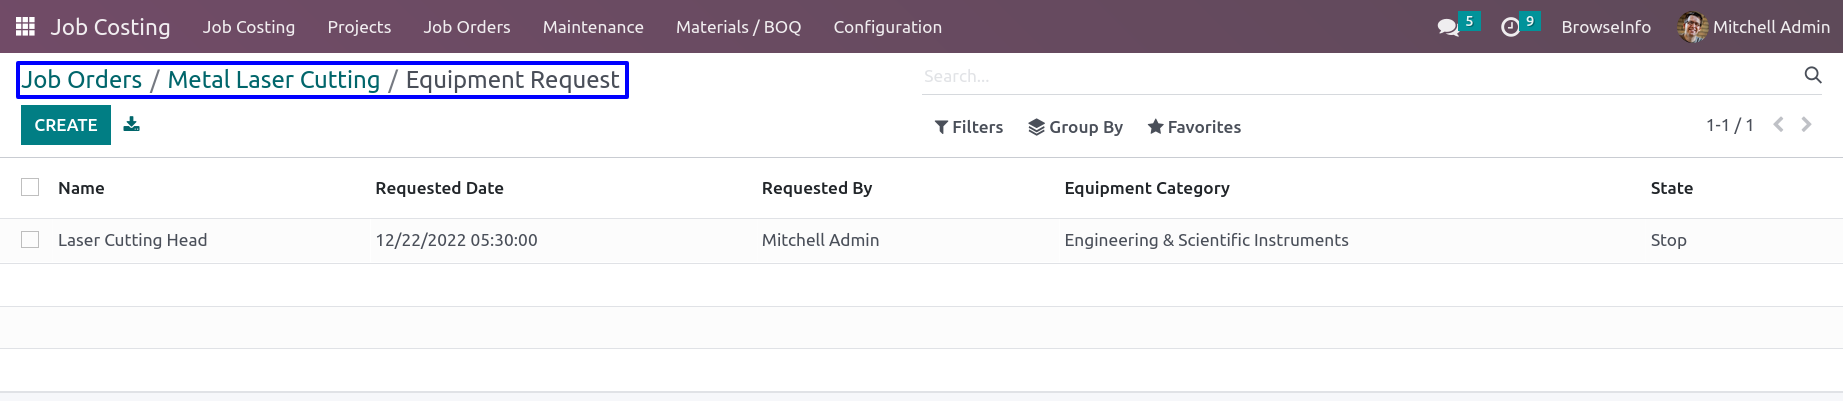 Job Costing Job Costing Projects Job Orders Maintenance Materials / BOQ Configuration 5 9 BrowseInfo Mitchell Admin
Job Orders / Metal Laser Cutting / Equipment Request
Search...
CREATE
Filters Group By Favorites 1-1 / 1
Name Requested Date Requested By Equipment Category State
Laser Cutting Head 12/22/2022 05:30:00 Mitchell Admin Engineering & Scientific Instruments Stop